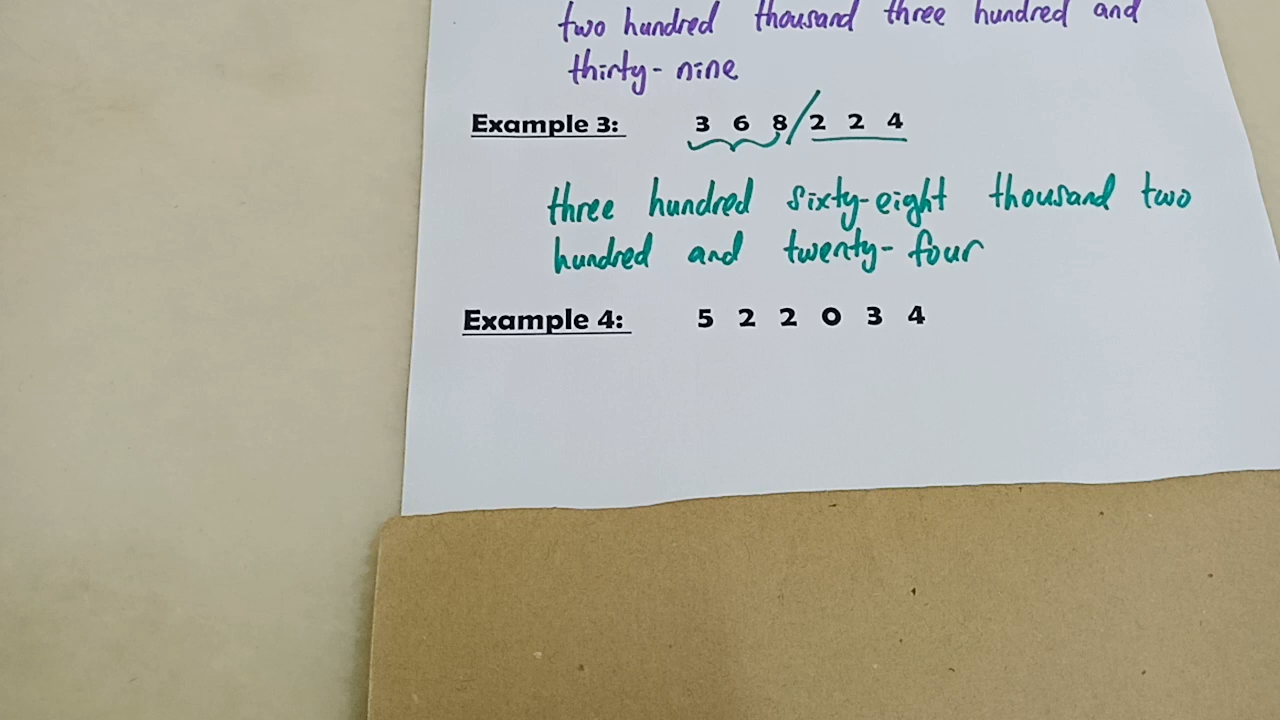 two hundred thousand three hundred and
thirty-nine
Example 3: 3 6 8/2 2 4
three hundred sixty-eight thousand two
hundred and twenty-four
Example 4: 5 2 2 0 3 4